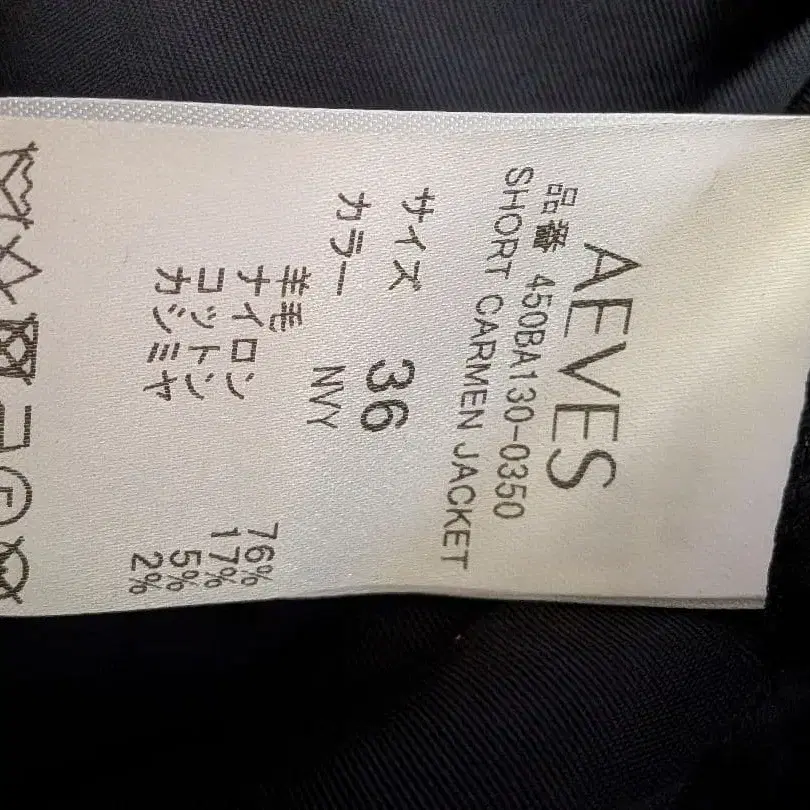 AEVES
品番 450BA130-0350
SHORT CARMEN JACKET
サイズ 36
カラー NVY
羊毛 76%
ナイロン 17%
コットン 5%
カシミヤ 2%